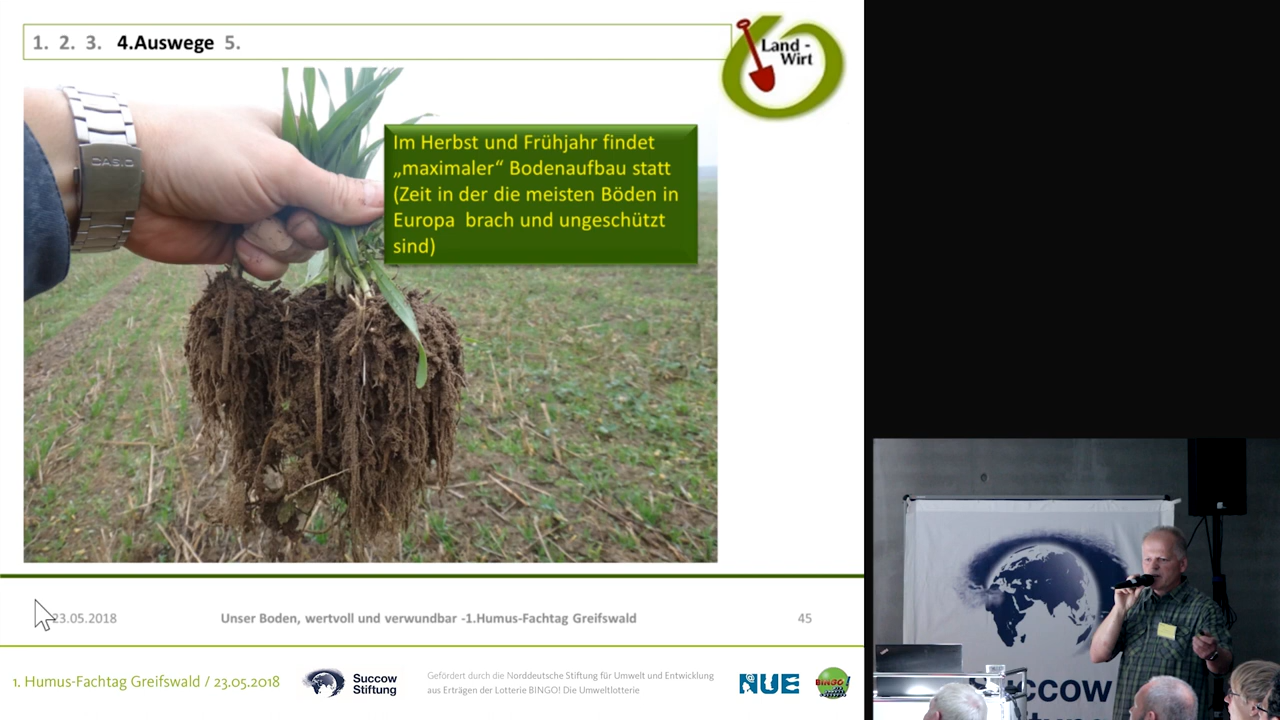 1. 2. 3. 4.Auswege 5.
Land -
Wirt
CASIO
Im Herbst und Frühjahr findet
„maximaler“ Bodenaufbau statt
(Zeit in der die meisten Böden in
Europa brach und ungeschützt
sind)
23.05.2018 Unser Boden, wertvoll und verwundbar -1.Humus-Fachtag Greifswald 45
1. Humus-Fachtag Greifswald / 23.05.2018
Succow
Stiftung
Gefördert durch die Norddeutsche Stiftung für Umwelt und Entwicklung
aus Erträgen der Lotterie BINGO! Die Umweltlotterie
NUE
BINGO!
Succow